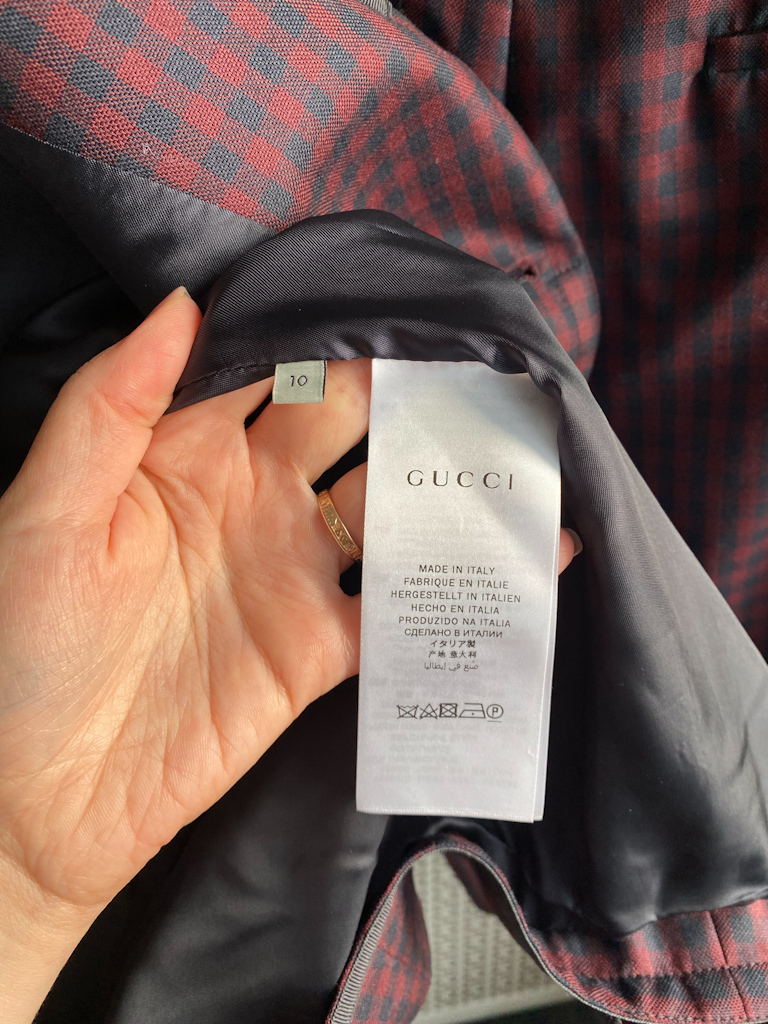 10
GUCCI
MADE IN ITALY
FABRIQUE EN ITALIE
HERGESTELLT IN ITALIEN
HECHO EN ITALIA
PRODUZIDO NA ITALIA
СДЕЛАНО В ИТАЛИИ
イタリア製
产地 意大利
صنع في إيطاليا
P